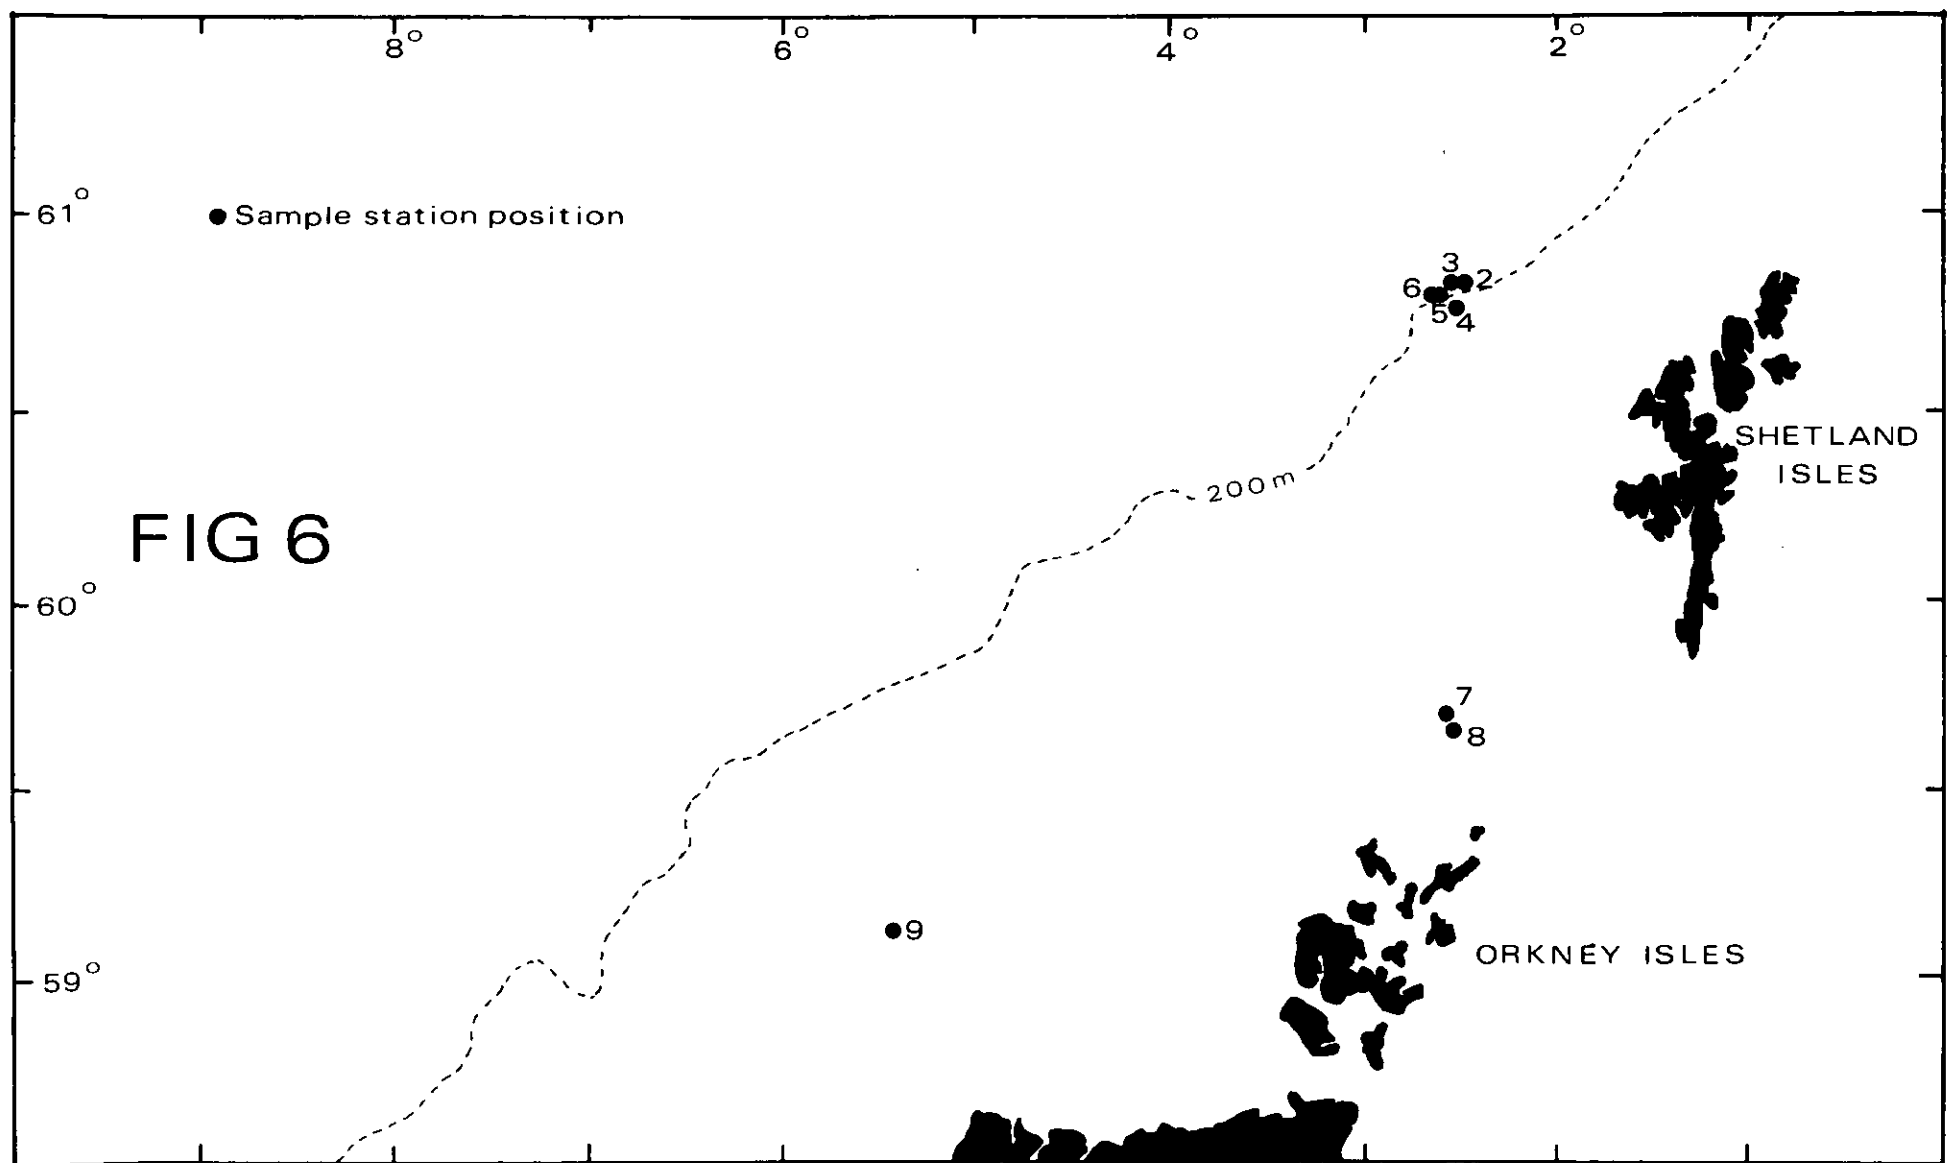 8° 6° 4° 2°
61°
Sample station position
3
6 2
5 4
SHETLAND
ISLES
200m
FIG 6
60°
7
8
9
ORKNEY ISLES
59°